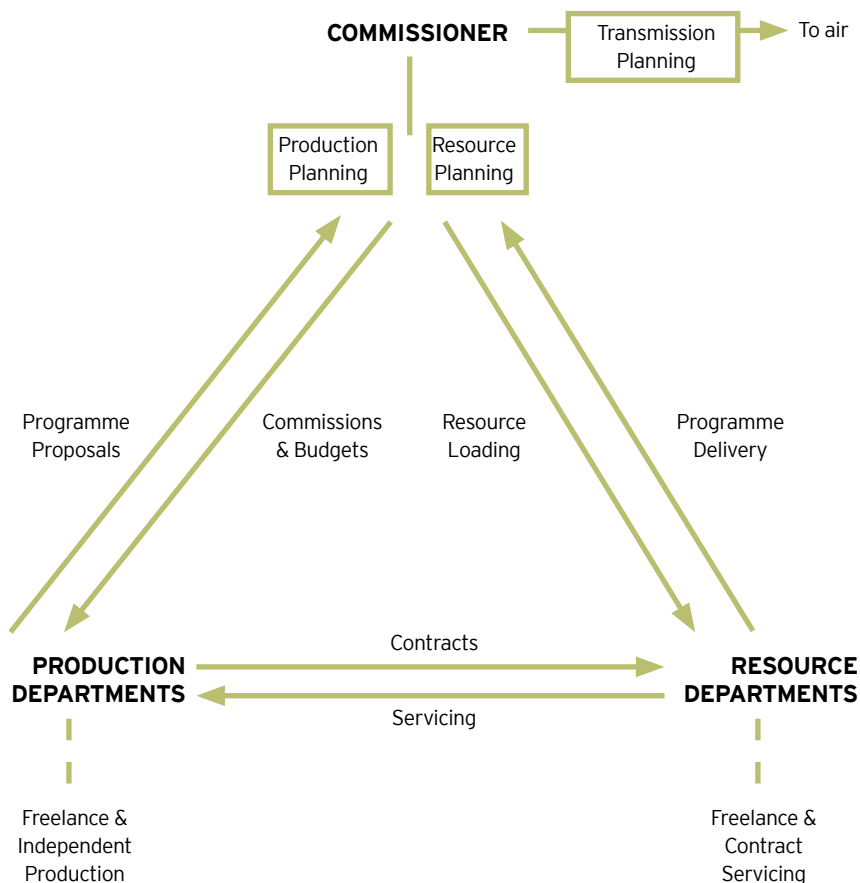 COMMISSIONER
Transmission
Planning
To air
Production
Planning
Resource
Planning
Programme
Proposals
Commissions
& Budgets
Resource
Loading
Programme
Delivery
PRODUCTION
DEPARTMENTS
Contracts
Servicing
RESOURCE
DEPARTMENTS
Freelance &
Independent
Production
Freelance &
Contract
Servicing